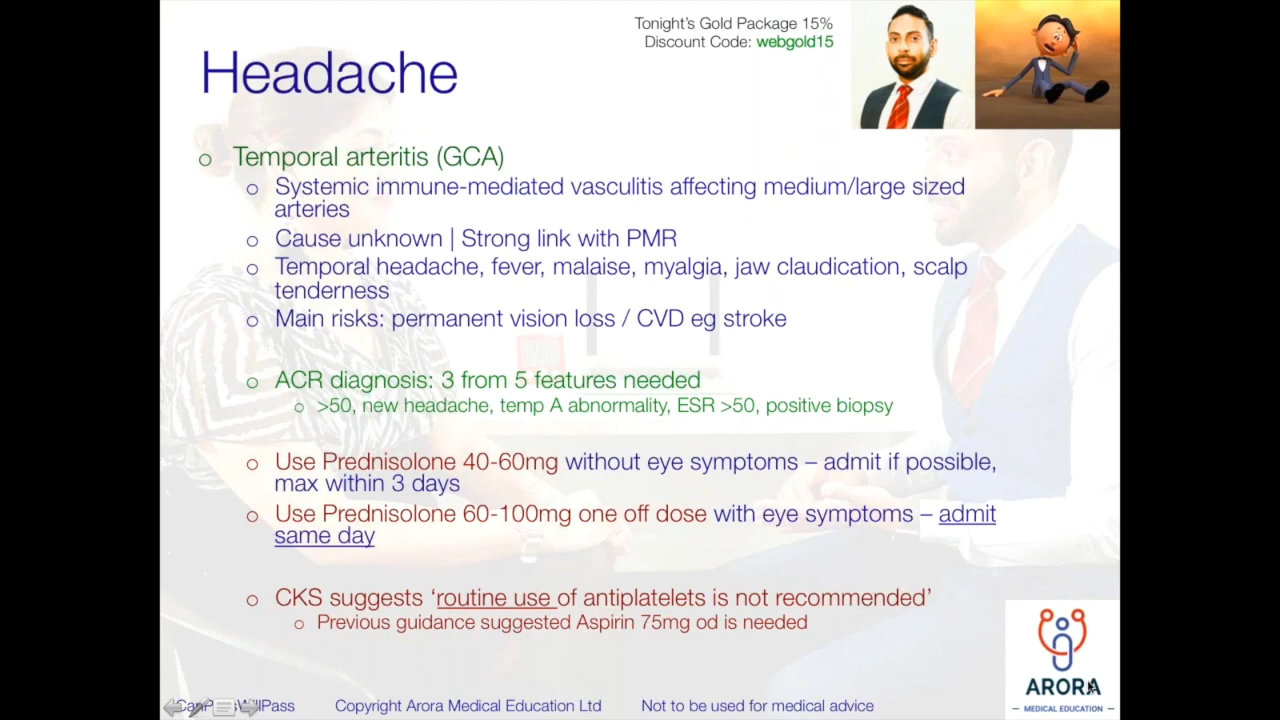 Tonight's Gold Package 15%
Discount Code: webgold15
Headache
Temporal arteritis (GCA)
Systemic immune-mediated vasculitis affecting medium/large sized
arteries
Cause unknown | Strong link with PMR
Temporal headache, fever, malaise, myalgia, jaw claudication, scalp
tenderness
Main risks: permanent vision loss / CVD eg stroke
ACR diagnosis: 3 from 5 features needed
>50, new headache, temp A abnormality, ESR >50, positive biopsy
Use Prednisolone 40-60mg without eye symptoms – admit if possible,
max within 3 days
Use Prednisolone 60-100mg one off dose with eye symptoms – admit
same day
CKS suggests ‘routine use of antiplatelets is not recommended’
Previous guidance suggested Aspirin 75mg od is needed
ARORA
MEDICAL EDUCATION
Copyright Arora Medical Education Ltd Not to be used for medical advice